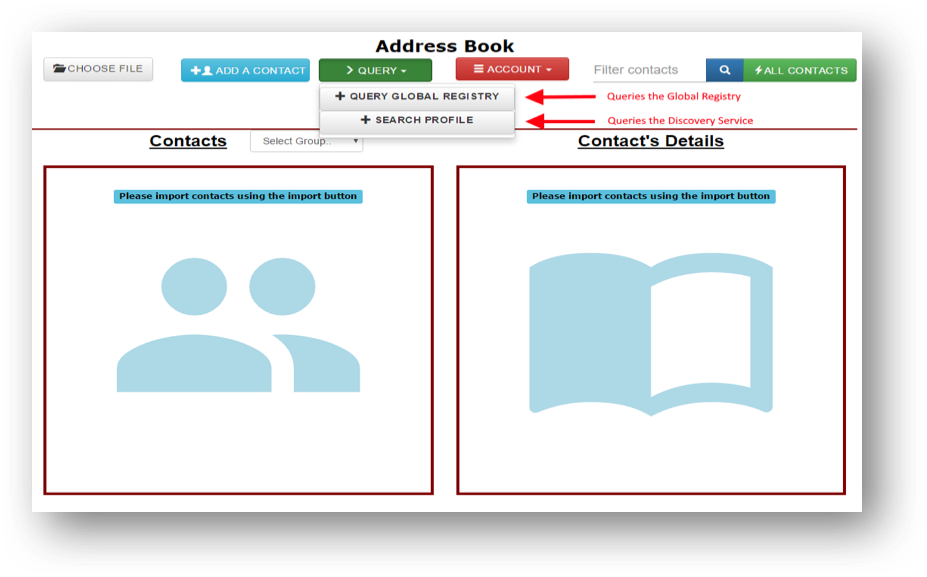 Address Book
CHOOSE FILE
ADD A CONTACT
QUERY
ACCOUNT
Filter contacts
ALL CONTACTS
QUERY GLOBAL REGISTRY
Queries the Global Registry
SEARCH PROFILE
Queries the Discovery Service
Contacts
Select Group..
Contact's Details
Please import contacts using the import button
Please import contacts using the import button